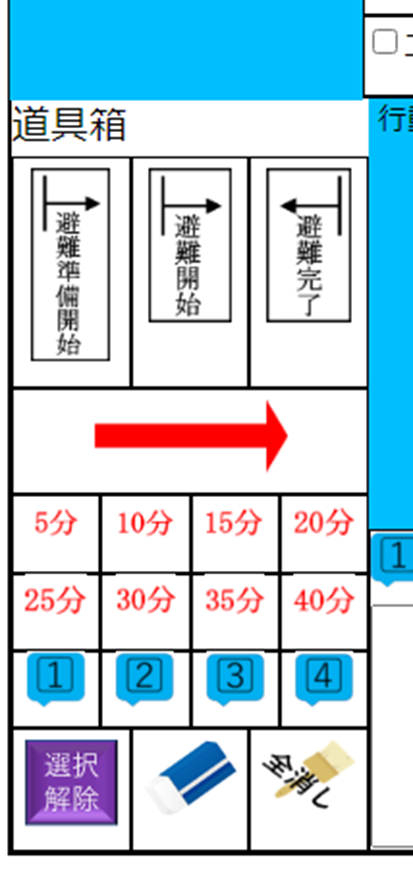 道具箱
行
避難準備開始
避難開始
避難完了
5分 10分 15分 20分
25分 30分 35分 40分
1 2 3 4
1
選択
解除
全消し